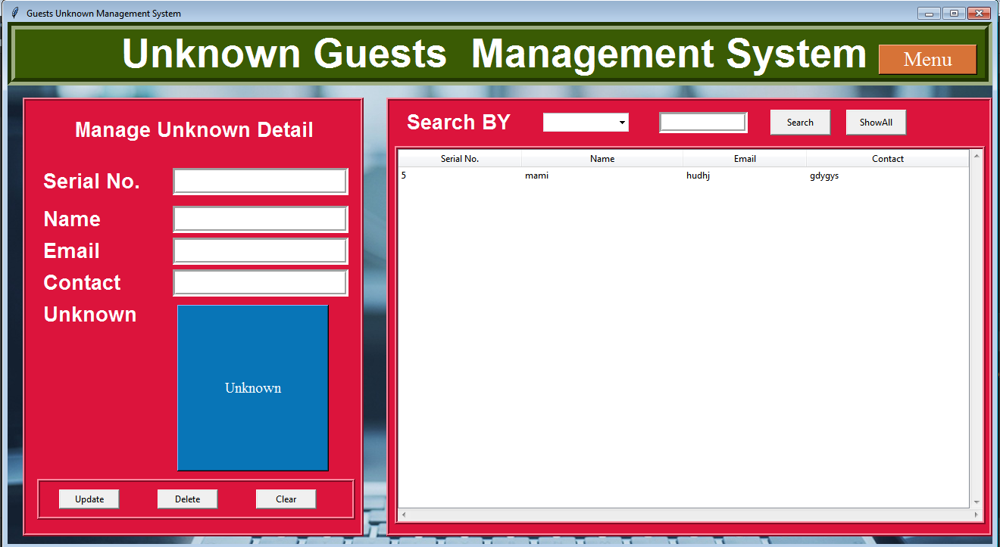 Guests Unknown Management System
Unknown Guests Management System
Menu
Manage Unknown Detail
Serial No.
Name
Email
Contact
Unknown
Unknown
Update Delete Clear
Search BY Search ShowAll
Serial No. Name Email Contact
5 mami hudhj gdygys